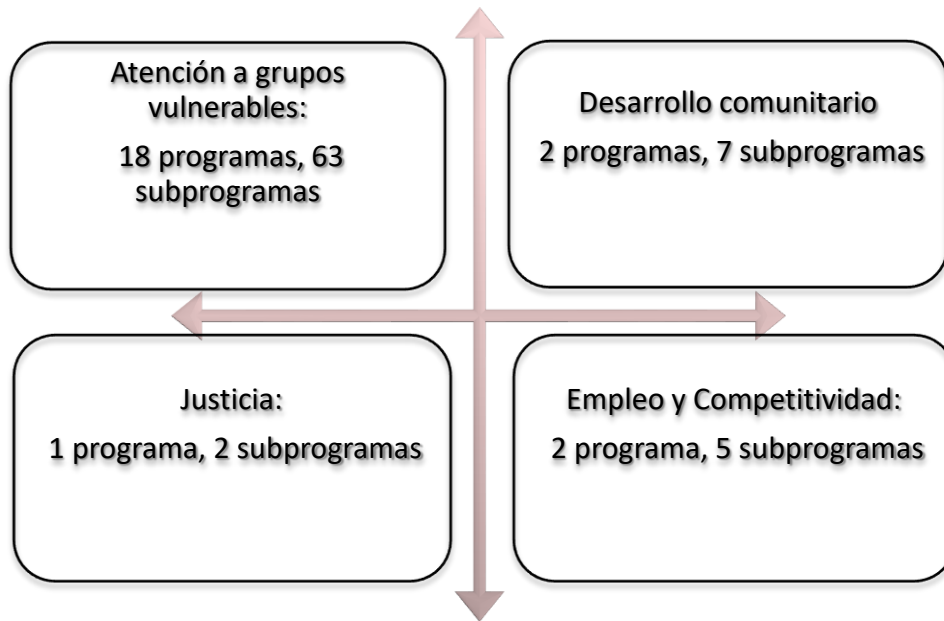 Atención a grupos
vulnerables:
18 programas, 63
subprogramas
Desarrollo comunitario
2 programas, 7 subprogramas
Justicia:
1 programa, 2 subprogramas
Empleo y Competitividad:
2 programa, 5 subprogramas